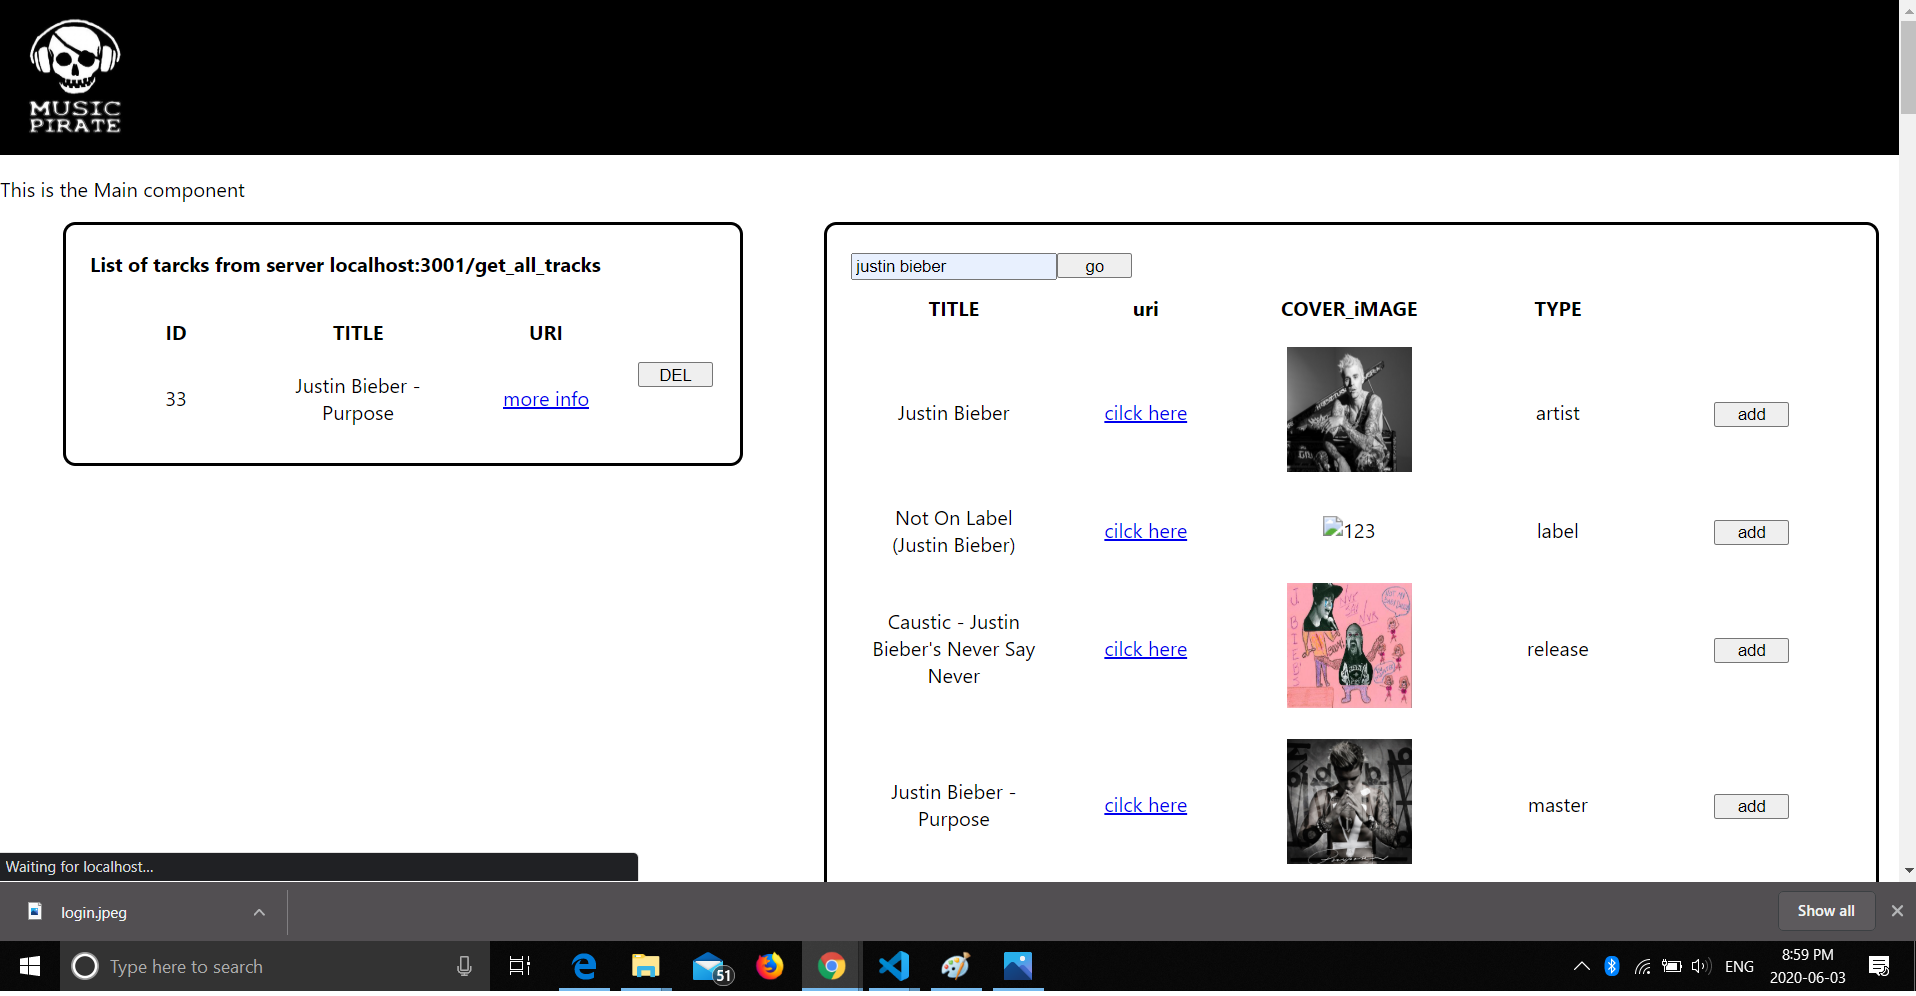 MUSIC
PIRATE
This is the Main component
List of tarcks from server localhost:3001/get_all_tracks
ID TITLE URI
33 Justin Bieber - Purpose more info DEL
justin bieber go
TITLE uri COVER_iMAGE TYPE
Justin Bieber cilck here artist add
Not On Label
(Justin Bieber) cilck here 123 label add
Caustic - Justin
Bieber's Never Say
Never cilck here release add
Justin Bieber -
Purpose cilck here master add
Waiting for localhost...
login.jpeg
Show all
Type here to search
51
ENG
8:59 PM
2020-06-03